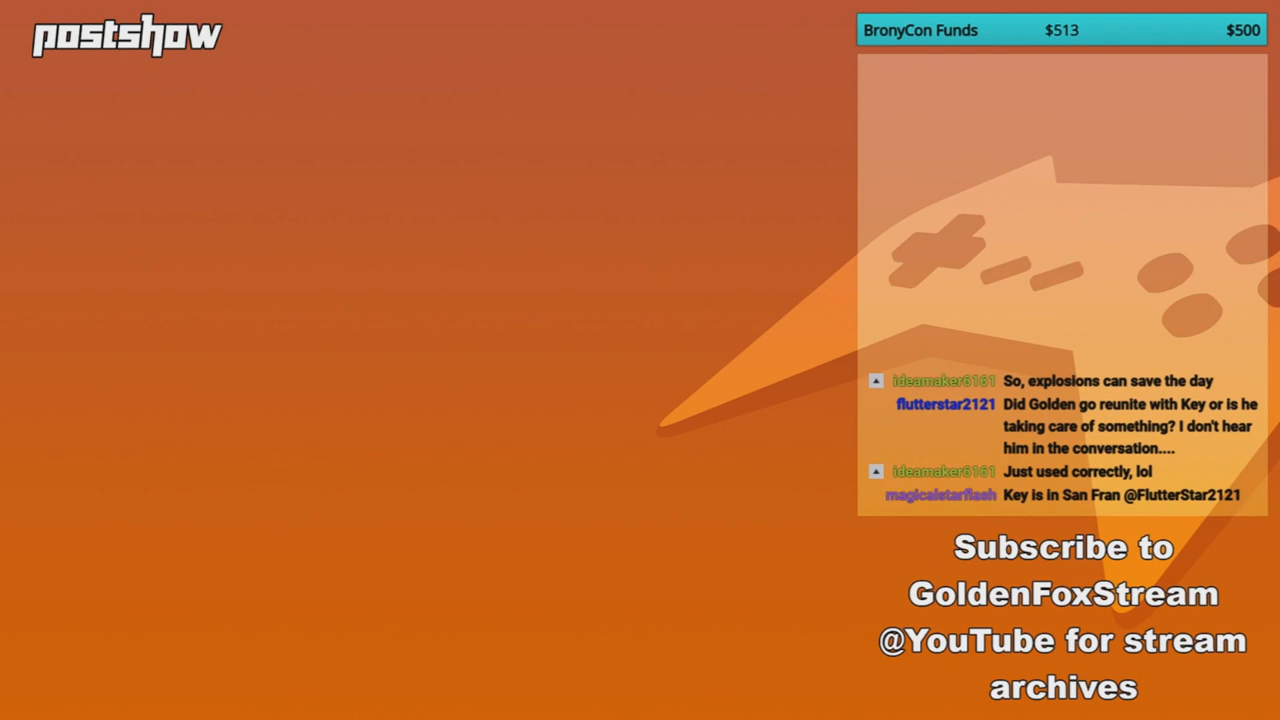 postshow
BronyCon Funds $513 $500
ideamaker6161 So, explosions can save the day
flutterstar2121 Did Golden go reunite with Key or is he
taking care of something? I don't hear
him in the conversation....
ideamaker6161 Just used correctly, lol
magicalstarflash Key is in San Fran @FlutterStar2121
Subscribe to
GoldenFoxStream
@YouTube for stream
archives